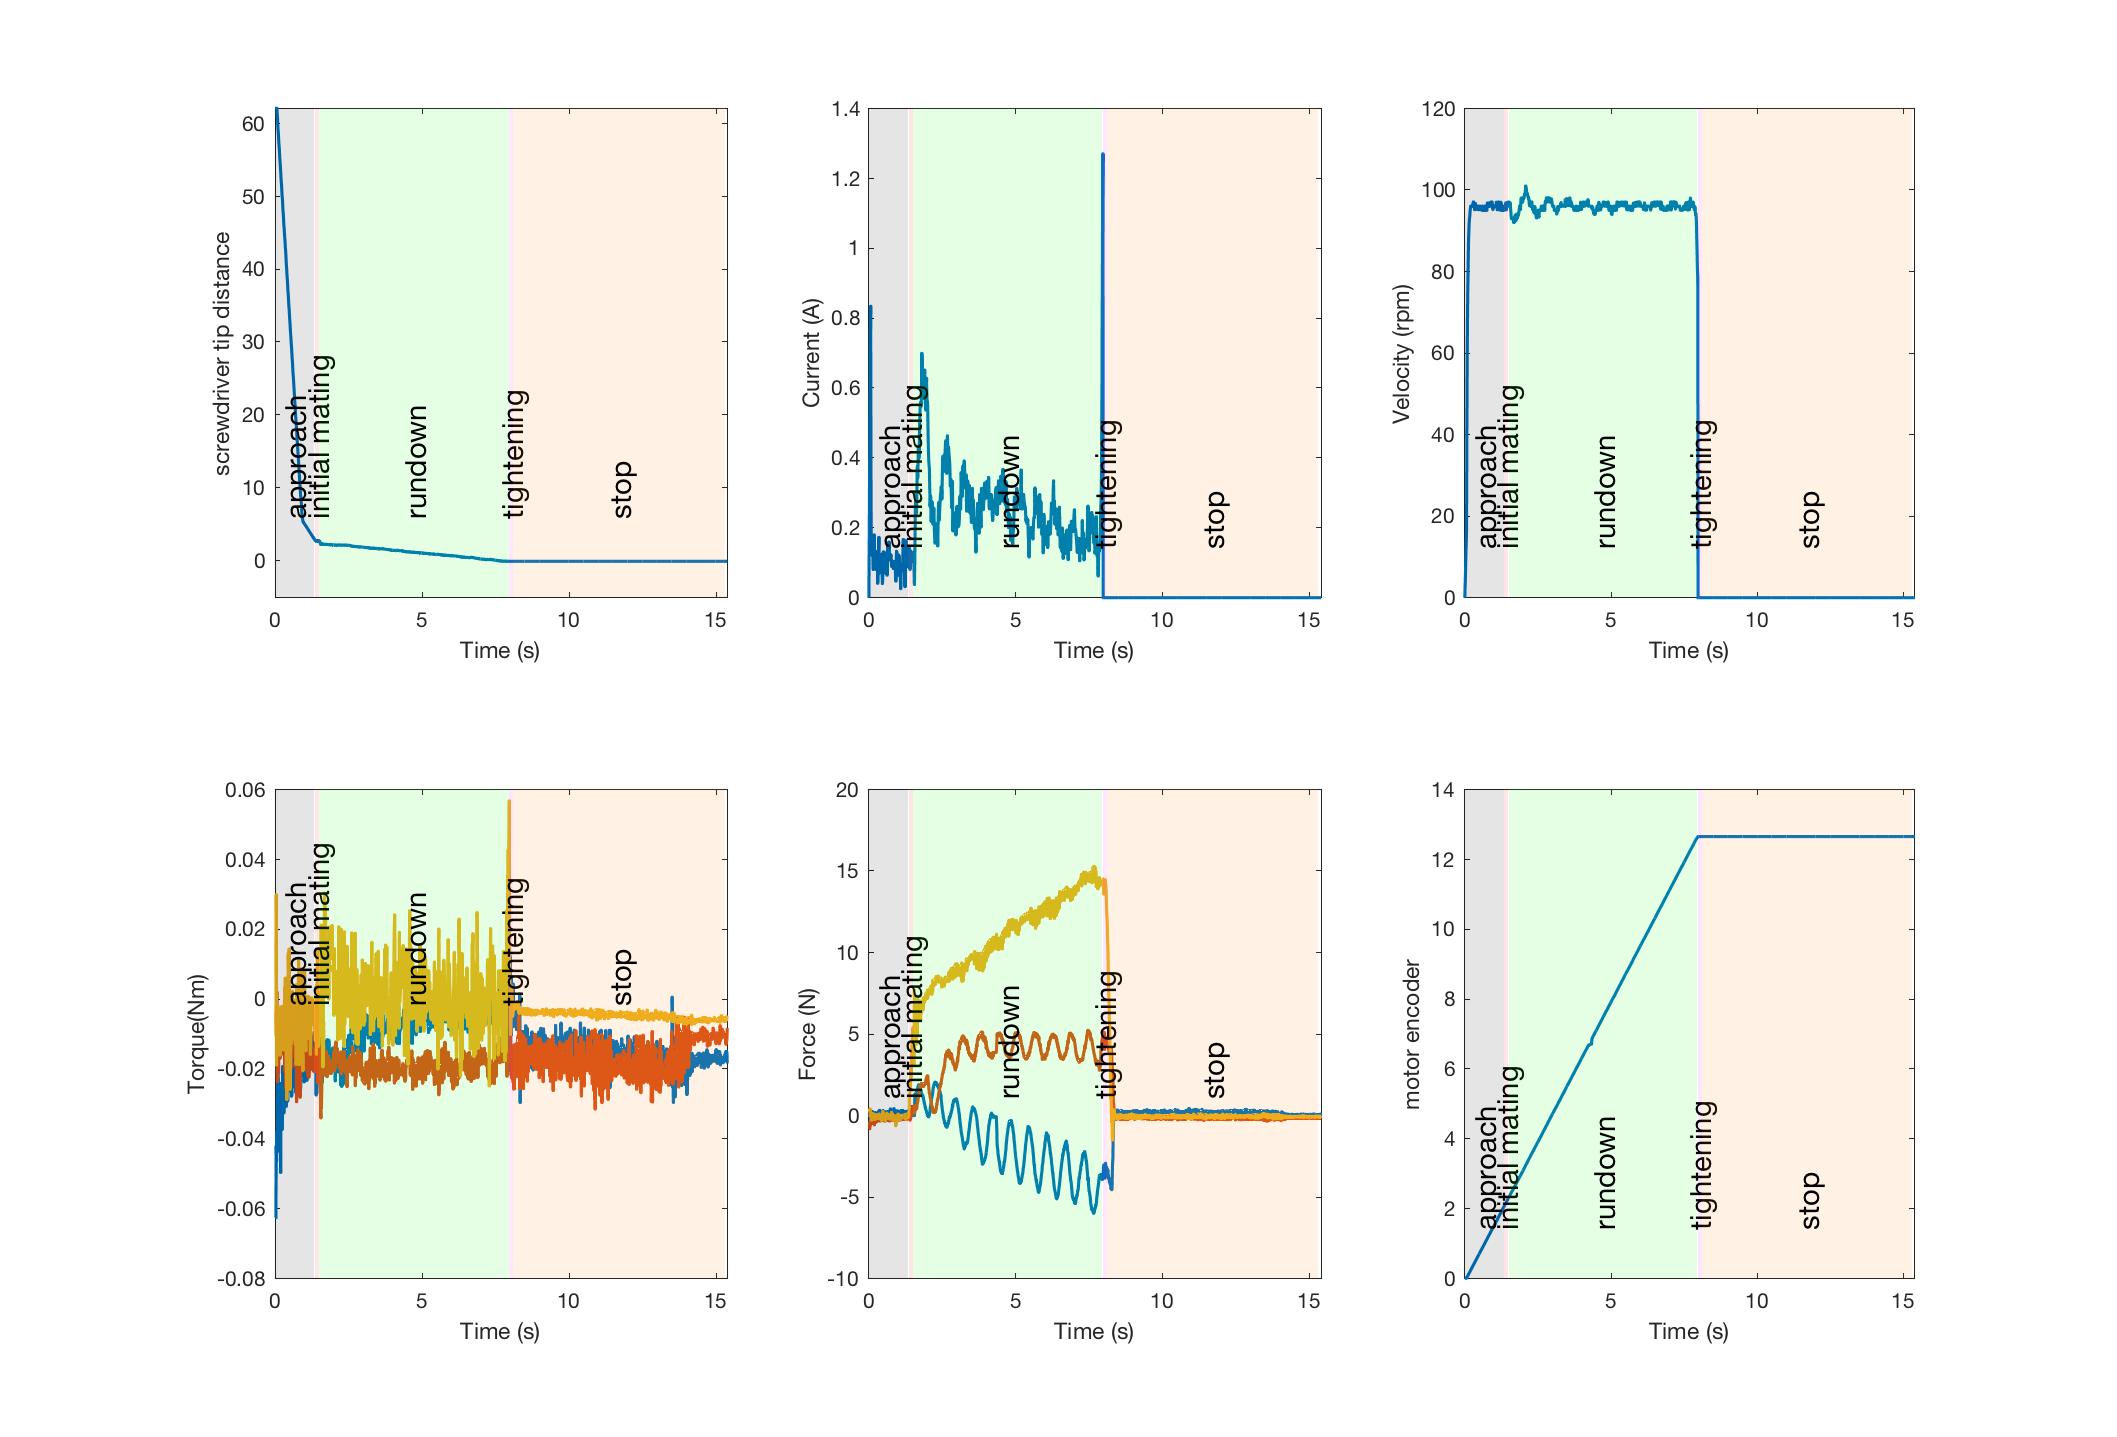 screwdriver tip distance
60
50
40
30
20
10
0
approach
initial mating
rundown
tightening
stop
0
5
10
15
Time (s)
Current (A)
1.4
1.2
1
0.8
0.6
0.4
0.2
0
approach
initial mating
rundown
tightening
stop
0
5
10
15
Time (s)
Velocity (rpm)
120
100
80
60
40
20
0
approach
initial mating
rundown
tightening
stop
0
5
10
15
Time (s)
Torque(Nm)
0.06
0.04
0.02
0
-0.02
-0.04
-0.06
-0.08
approach
initial mating
rundown
tightening
stop
0
5
10
15
Time (s)
Force (N)
20
15
10
5
0
-5
-10
approach
initial mating
rundown
tightening
stop
0
5
10
15
Time (s)
motor encoder
14
12
10
8
6
4
2
0
approach
initial mating
rundown
tightening
stop
0
5
10
15
Time (s)